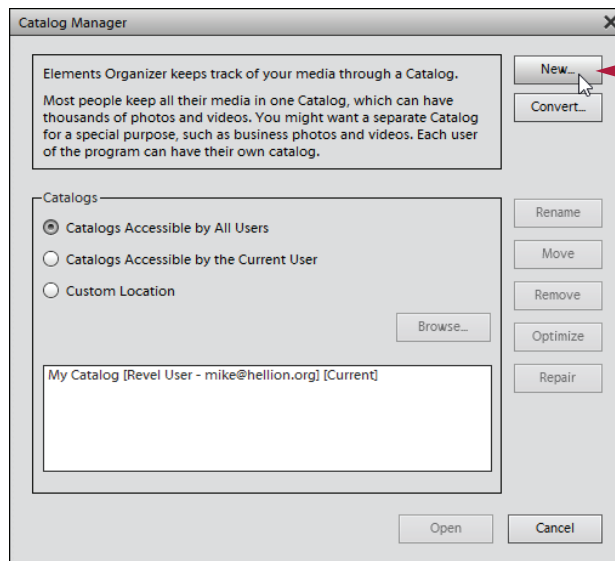 Catalog Manager
Elements Organizer keeps track of your media through a Catalog.
Most people keep all their media in one Catalog, which can have
thousands of photos and videos. You might want a separate Catalog
for a special purpose, such as business photos and videos. Each user
of the program can have their own catalog.
New...
Convert...
Catalogs
Catalogs Accessible by All Users
Catalogs Accessible by the Current User
Custom Location
Browse...
My Catalog [Revel User - mike@hellion.org] [Current]
Rename
Move
Remove
Optimize
Repair
Open
Cancel